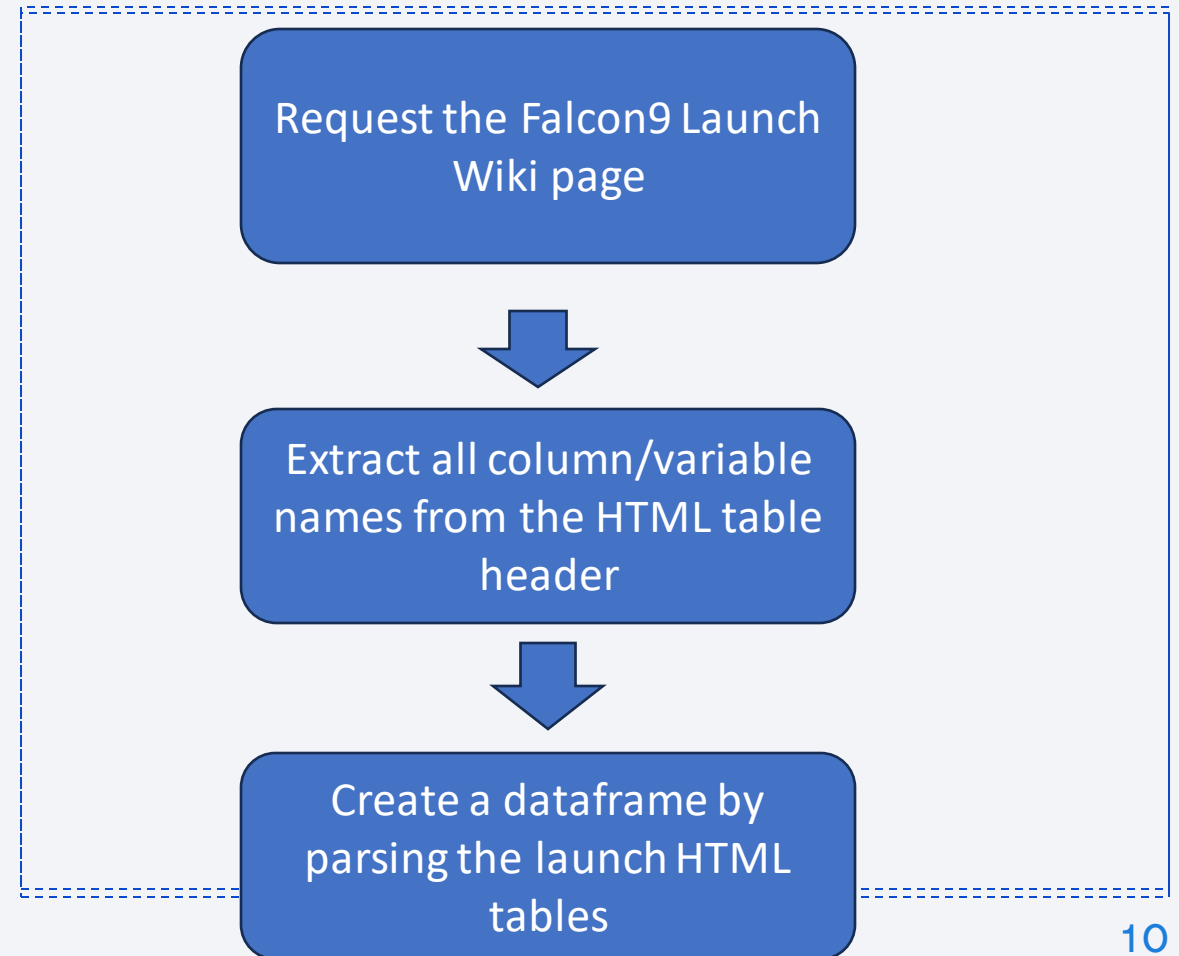 Request the Falcon9 Launch
Wiki page
Extract all column/variable
names from the HTML table
header
Create a dataframe by
parsing the launch HTML
tables
10